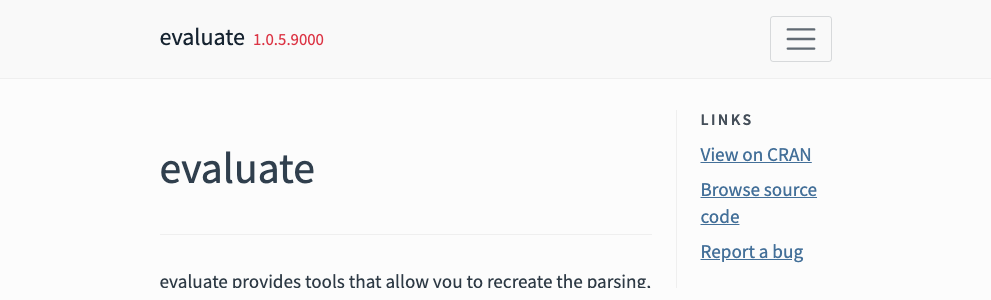 evaluate 1.0.5.9000
evaluate
evaluate provides tools that allow you to recreate the parsing,
LINKS
View on CRAN
Browse source
code
Report a bug